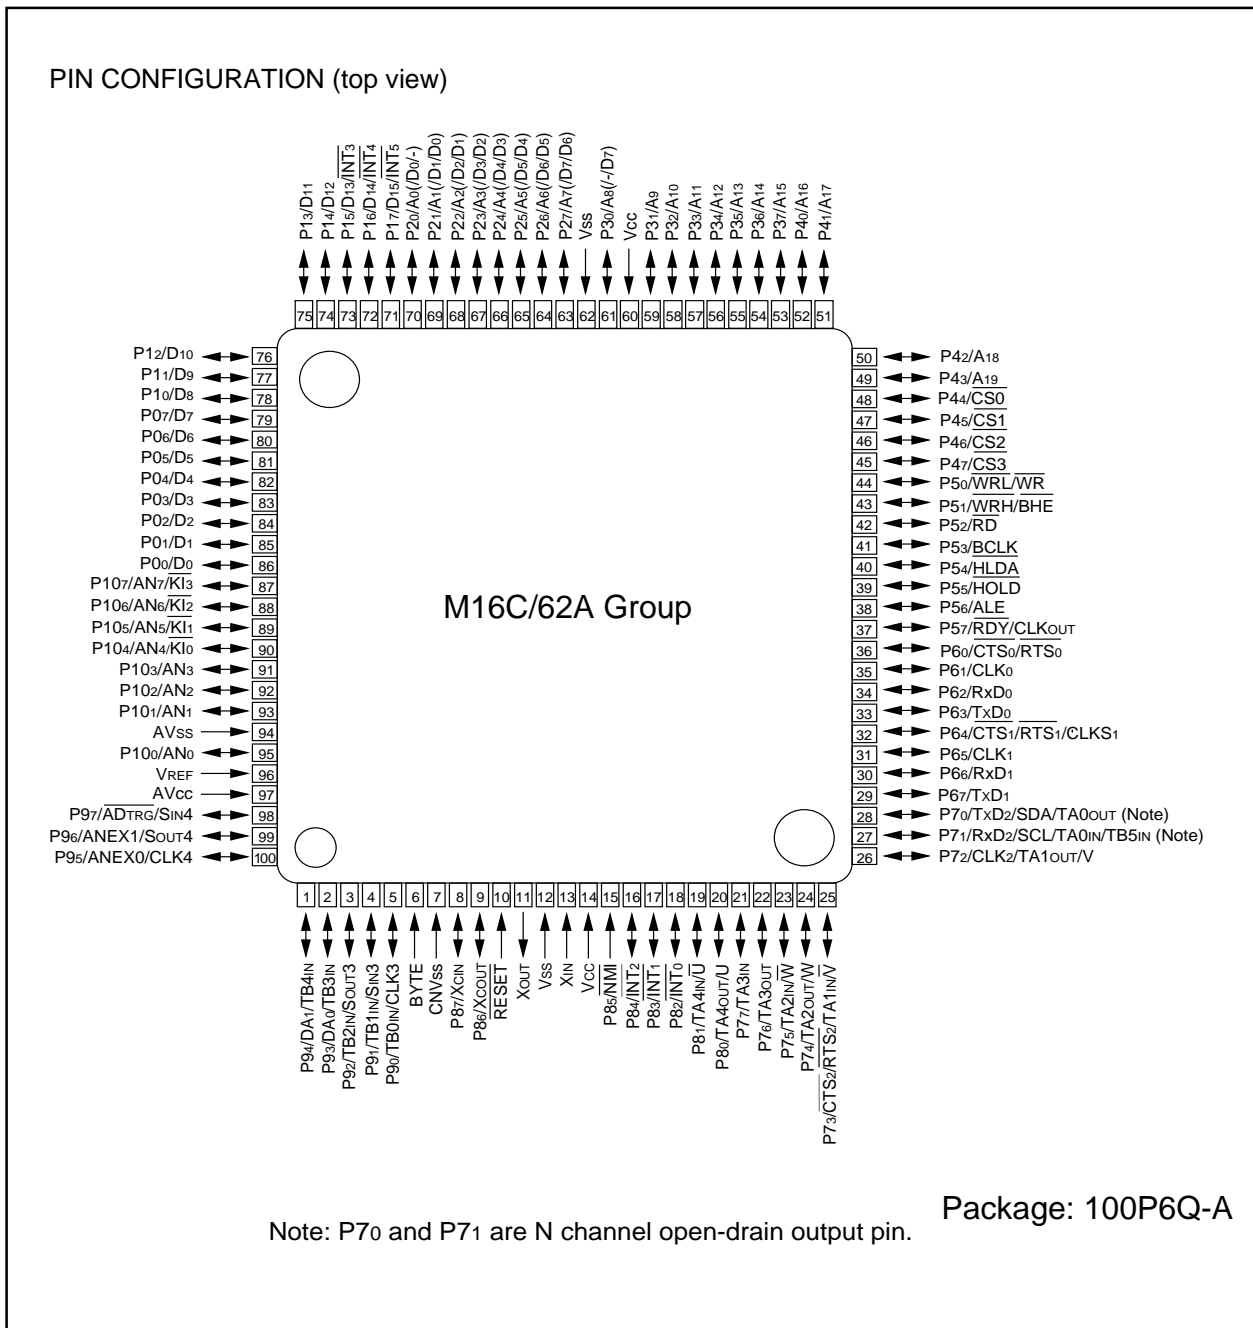 PIN CONFIGURATION (top view)
P13/D11
P14/D12
P15/D13/INT3
P16/D14/INT4
P17/D15/INT5
P20/A0(/D0/-)
P21/A1(/D1/D0)
P22/A2(/D2/D1)
P23/A3(/D3/D2)
P24/A4(/D4/D3)
P25/A5(/D5/D4)
P26/A6(/D6/D5)
P27/A7(/D7/D6)
Vss
P30/A8(/-/D7)
Vcc
P31/A9
P32/A10
P33/A11
P34/A12
P35/A13
P36/A14
P37/A15
P40/A16
P41/A17
75 74 73 72 71 70 69 68 67 66 65 64 63 62 61 60 59 58 57 56 55 54 53 52 51
P12/D10 76
P11/D9 77
P10/D8 78
P07/D7 79
P06/D6 80
P05/D5 81
P04/D4 82
P03/D3 83
P02/D2 84
P01/D1 85
P00/D0 86
P107/AN7/KI3 87
P106/AN6/KI2 88
P105/AN5/KI1 89
P104/AN4/KI0 90
P103/AN3 91
P102/AN2 92
P101/AN1 93
AVss 94
P100/AN0 95
VREF 96
AVcc 97
P97/ADTRG/SIN4 98
P96/ANEX1/SOUT4 99
P95/ANEX0/CLK4 100
M16C/62A Group
50 P42/A18
49 P43/A19
48 P44/CS0
47 P45/CS1
46 P46/CS2
45 P47/CS3
44 P50/WRL/WR
43 P51/WRH/BHE
42 P52/RD
41 P53/BCLK
40 P54/HLDA
39 P55/HOLD
38 P56/ALE
37 P57/RDY/CLKOUT
36 P60/CTS0/RTS0
35 P61/CLK0
34 P62/RxD0
33 P63/TxD0
32 P64/CTS1/RTS1/CLKS1
31 P65/CLK1
30 P66/RxD1
29 P67/TxD1
28 P70/TxD2/SDA/TA0OUT (Note)
27 P71/RxD2/SCL/TA0IN/TB5IN (Note)
26 P72/CLK2/TA1OUT/V
1 2 3 4 5 6 7 8 9 10 11 12 13 14 15 16 17 18 19 20 21 22 23 24 25
P94/DA1/TB4IN
P93/DA0/TB3IN
P92/TB2IN/SOUT3
P91/TB1IN/SIN3
P90/TB0IN/CLK3
BYTE
CNVss
P87/XCIN
P86/XCOUT
RESET
XOUT
Vss
XIN
Vcc
P85/NMI
P84/INT2
P83/INT1
P82/INT0
P81/TA4IN/U
P80/TA4OUT/U
P77/TA3IN
P76/TA3OUT
P75/TA2IN/W
P74/TA2OUT/W
P73/CTS2/RTS2/TA1IN/V
Package: 100P6Q-A
Note: P70 and P71 are N channel open-drain output pin.